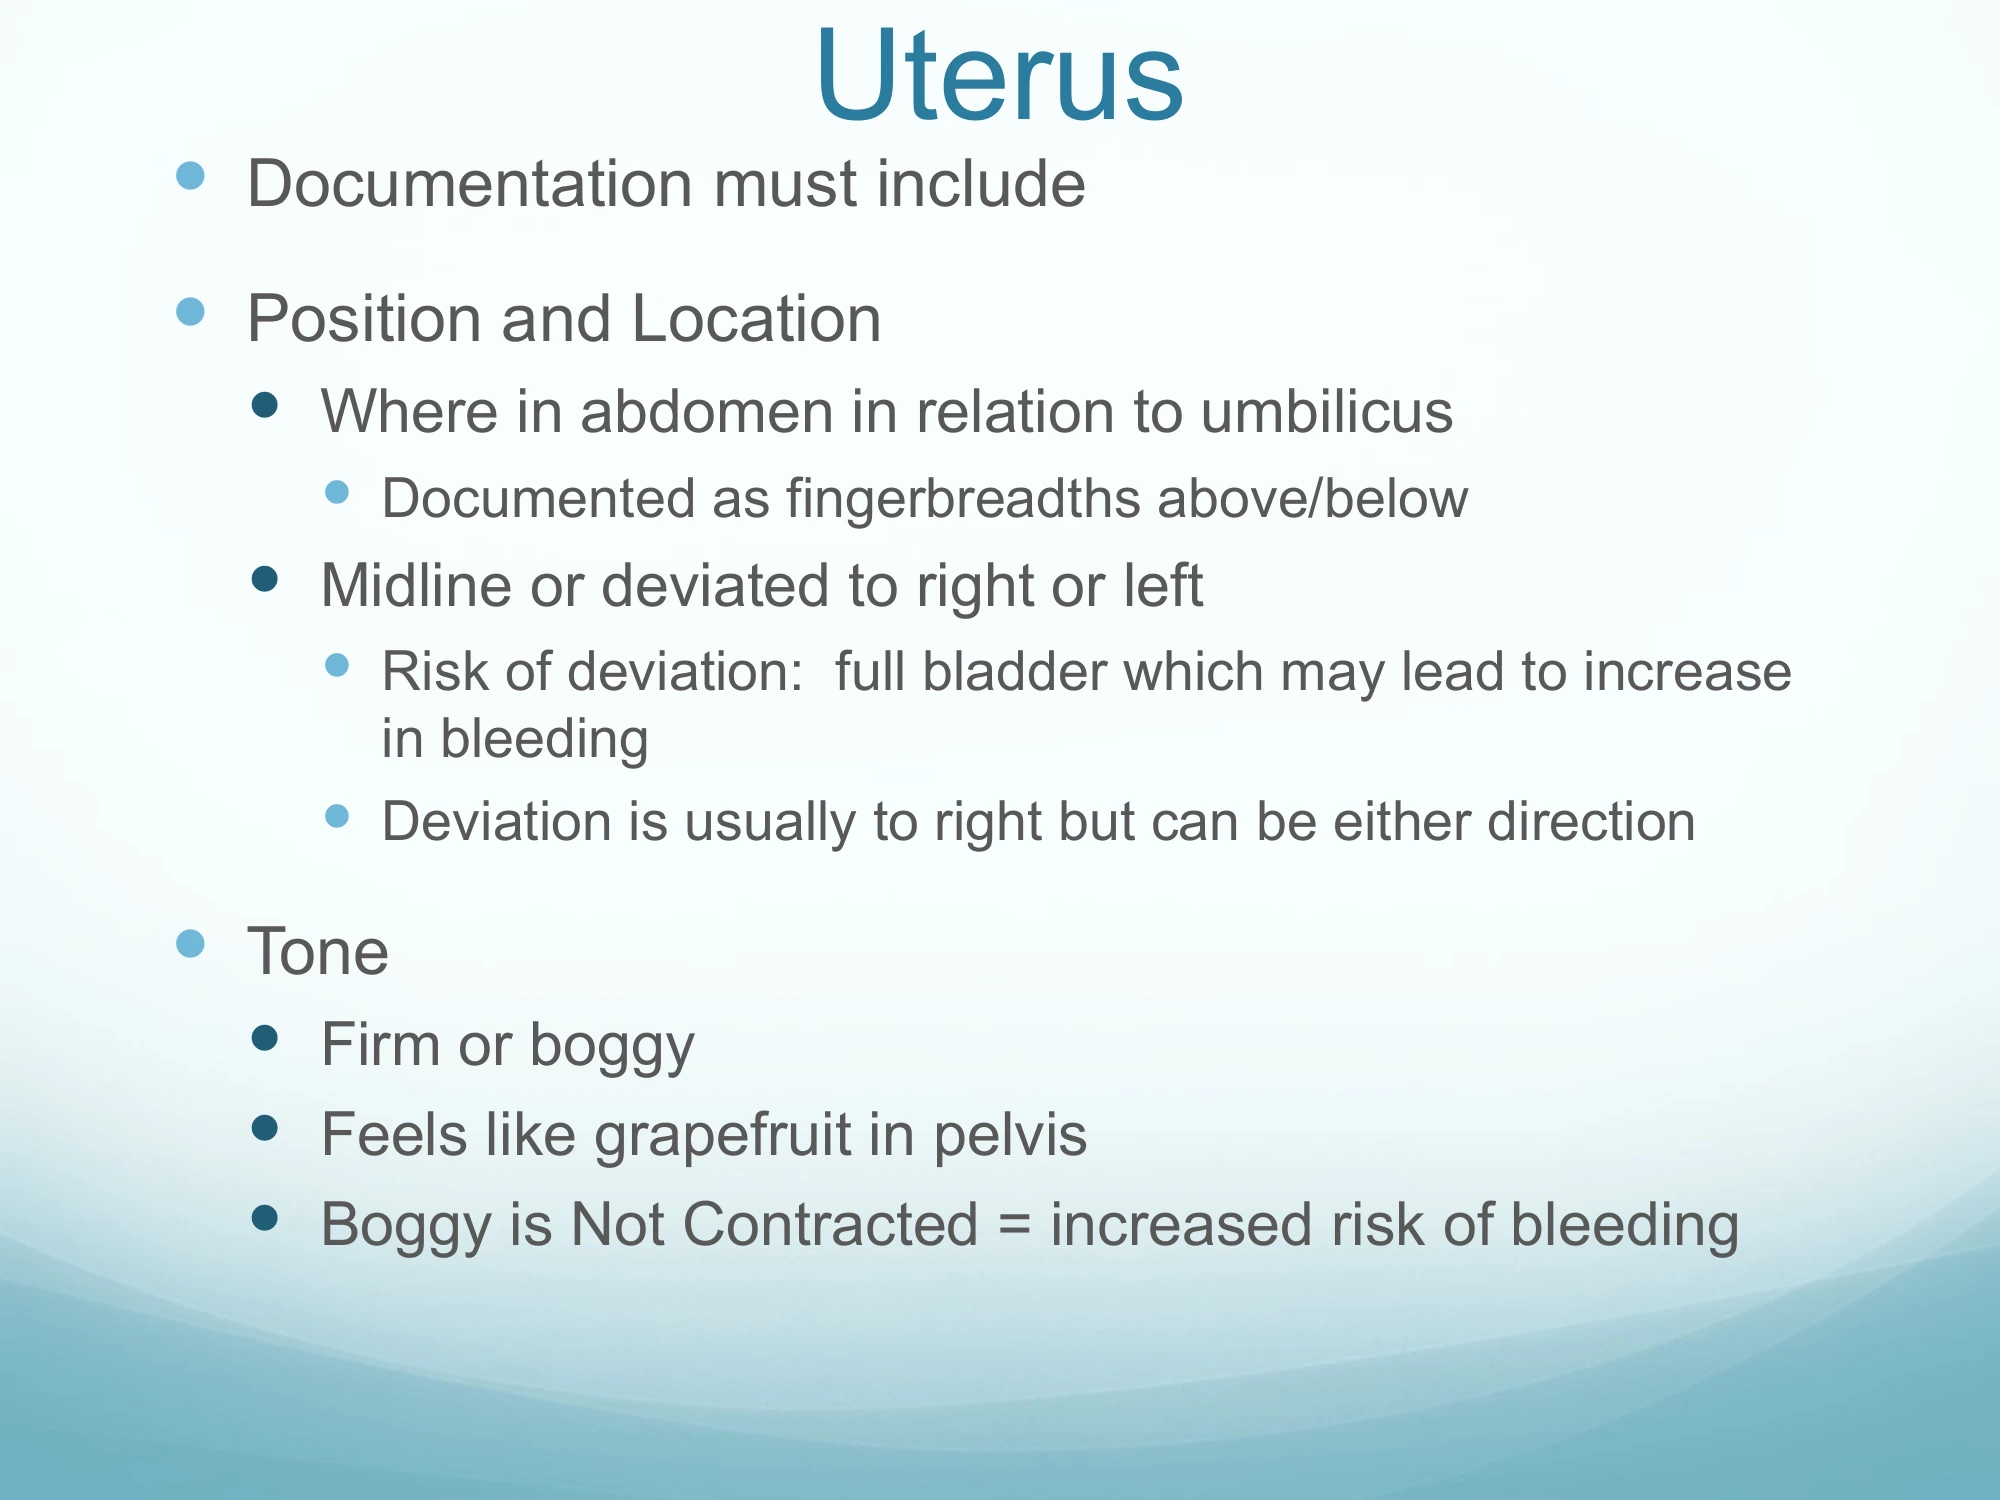 Uterus
Documentation must include
Position and Location
Where in abdomen in relation to umbilicus
Documented as fingerbreadths above/below
Midline or deviated to right or left
Risk of deviation:  full bladder which may lead to increase
in bleeding
Deviation is usually to right but can be either direction
Tone
Firm or boggy
Feels like grapefruit in pelvis
Boggy is Not Contracted = increased risk of bleeding